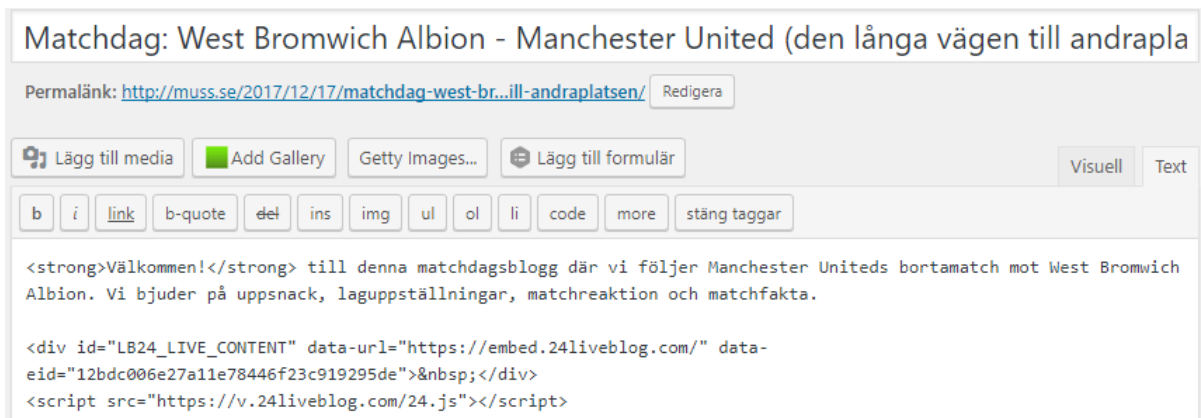 Matchdag: West Bromwich Albion - Manchester United (den långa vägen till andrapla
Permalänk: http://muss.se/2017/12/17/matchdag-west-br...ill-andraplatsen/ Redigera
Lägg till media Add Gallery Getty Images... Lägg till formulär Visuell Text
b i link b-quote del ins img ul ol li code more stäng taggar
<strong>Välkommen!</strong> till denna matchdagsblogg där vi följer Manchester Uniteds bortamatch mot West Bromwich
Albion. Vi bjuder på uppsnack, laguppställningar, matchreaktion och matchfakta.
<div id="LB24_LIVE_CONTENT" data-url="https://embed.24liveblog.com/" data-
eid="12bdc006e27a11e78446f23c919295de">&nbsp;</div>
<script src="https://v.24liveblog.com/24.js"></script>